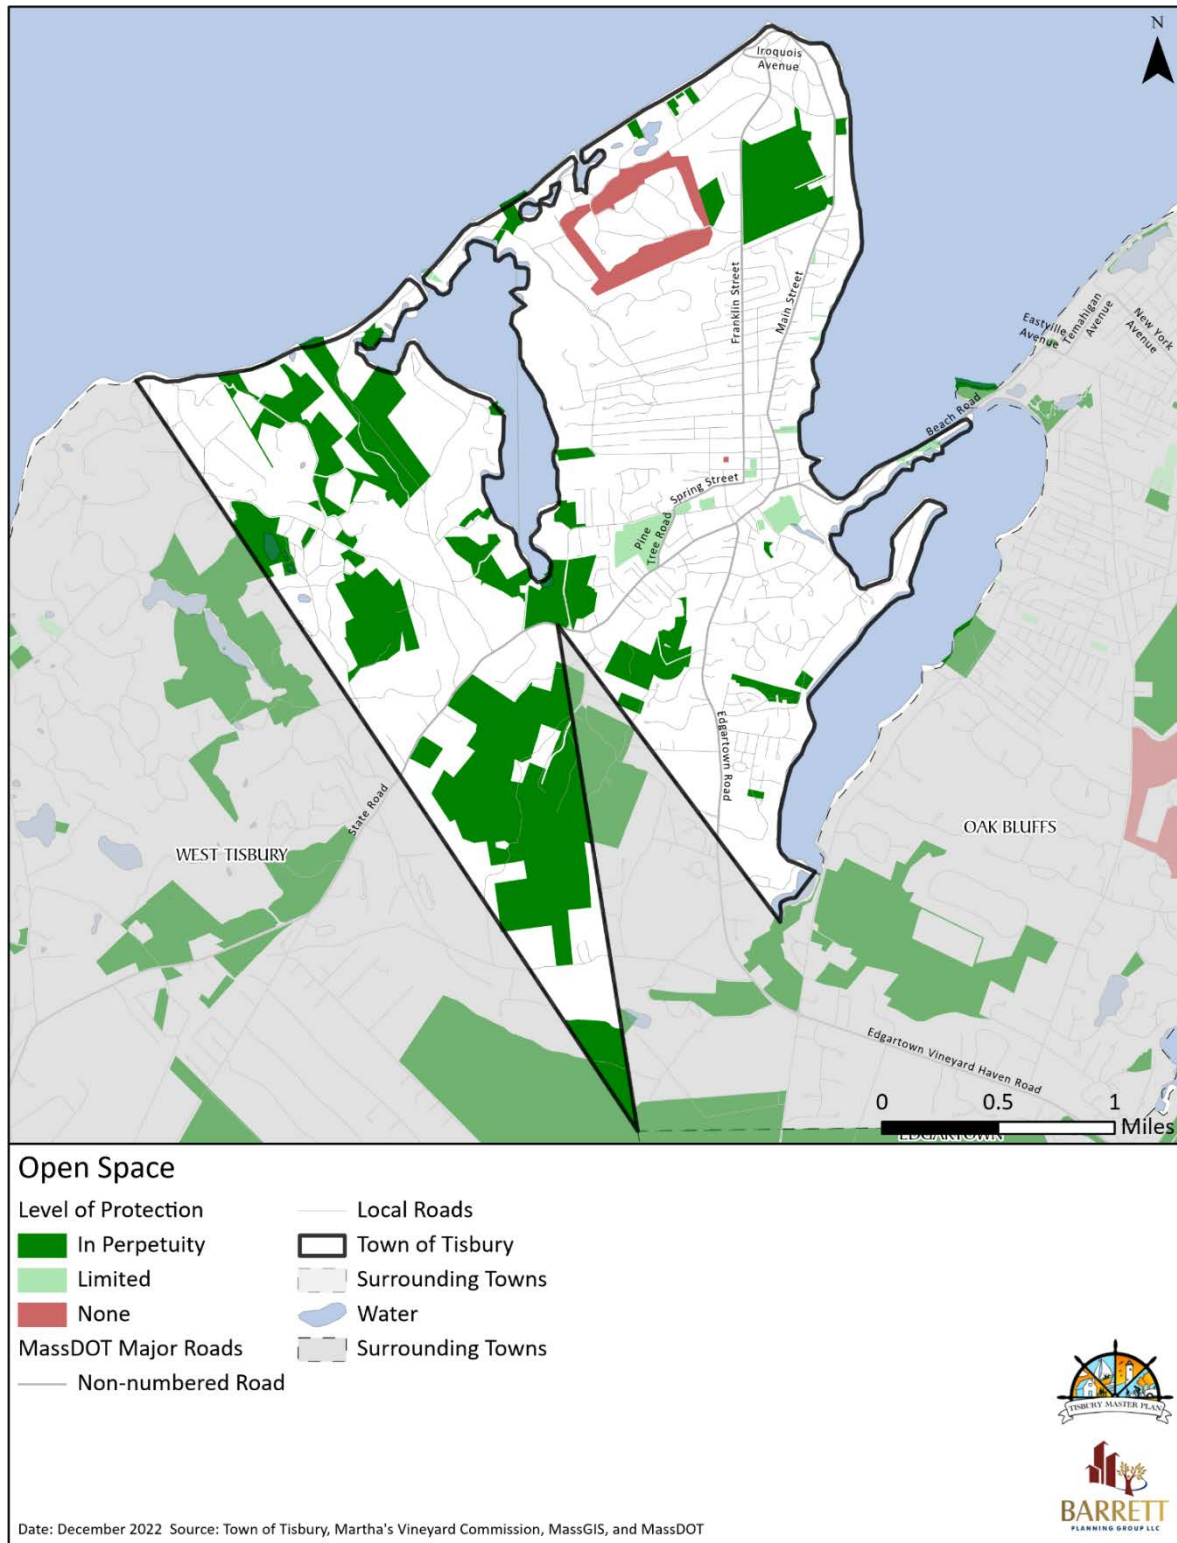 N
Iroquois
Avenue
Franklin Street
Main Street
Eastville
Avenue
Temahigan
Avenue
New York
Avenue
Beach Road
Spring Street
Pine
Tree Road
Edgartown Road
State Road
WEST TISBURY
OAK BLUFFS
Edgartown Vineyard Haven Road
0 0.5 1
Miles
EDGARTOWN
Open Space
Level of Protection
In Perpetuity
Limited
None
MassDOT Major Roads
Non-numbered Road
Local Roads
Town of Tisbury
Surrounding Towns
Water
Surrounding Towns
TISBURY MASTER PLAN
BARRETT
PLANNING GROUP LLC
Date: December 2022 Source: Town of Tisbury, Martha's Vineyard Commission, MassGIS, and MassDOT